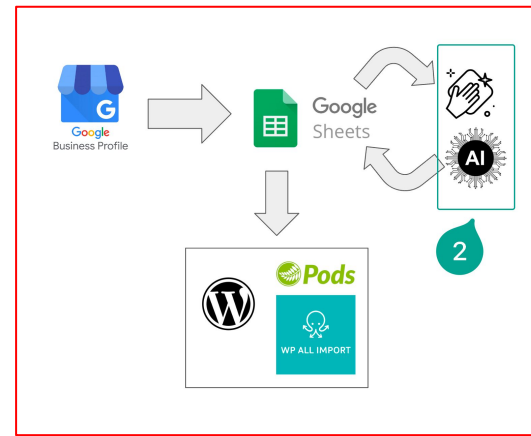 G
Google
Business Profile
Google
Sheets
AI
2
W
Pods
WP ALL IMPORT